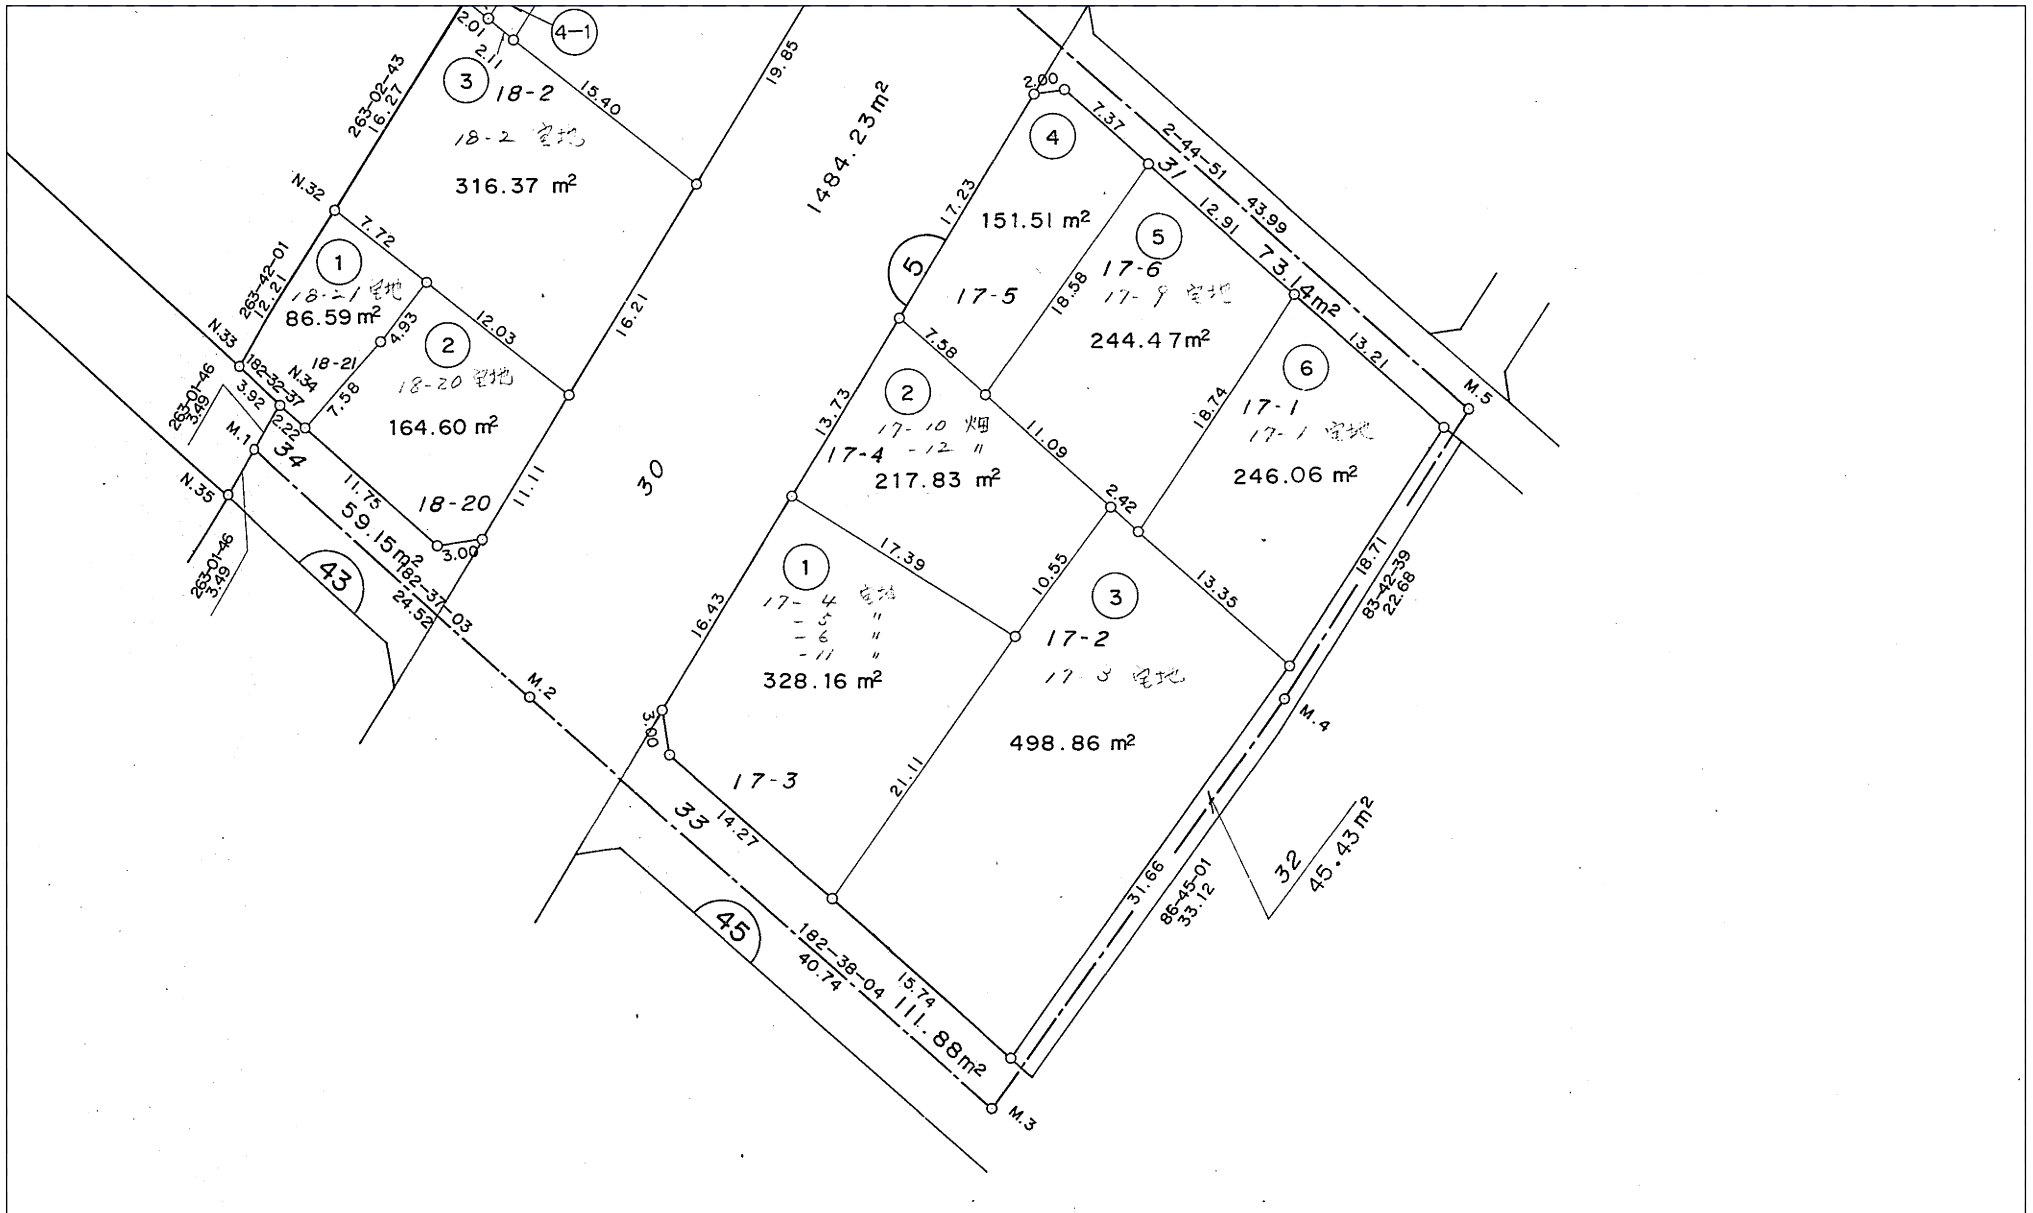 2.01
2.11
4-1
3
18-2
18-2 宅地
316.37 m²
15.40
19.85
263-02-43
16.27
N.32
7.72
1
18-21 宅地
86.59 m²
263-42-01
12.21
N.33
4.93
12.03
16.21
2
18-20 宅地
164.60 m²
18-21
7.58
182-32-37
3.92
N.34
2.22
263-01-46
3.49
M.1
34
N.35
11.75
59.15 m²
18-20
3.00
11.11
263-01-46
3.49
43
182-37-03
24.52
M.2
30
1484.23 m²
2.00
7.37
4
151.51 m²
17-5
17.23
5
2-44-51
43.99
31
73.14 m²
12.91
5
17-6
17-9 宅地
244.47 m²
18.58
7.58
13.21
M.5
6
17-1
17-1 宅地
246.06 m²
18.74
13.73
2
17-10 畑
17-4 -12 〃
217.83 m²
11.09
2.42
18.71
83-42-39
22.68
17.39
10.55
13.35
1
17-4 宅地
-5 〃
-6 〃
-11 〃
328.16 m²
16.43
3
17-2
17-3 宅地
498.86 m²
M.4
3.00
17-3
21.11
33
14.27
31.66
86-45-01
33.12
32
45.43 m²
45
182-38-04
40.74
15.74
111.88 m²
M.3